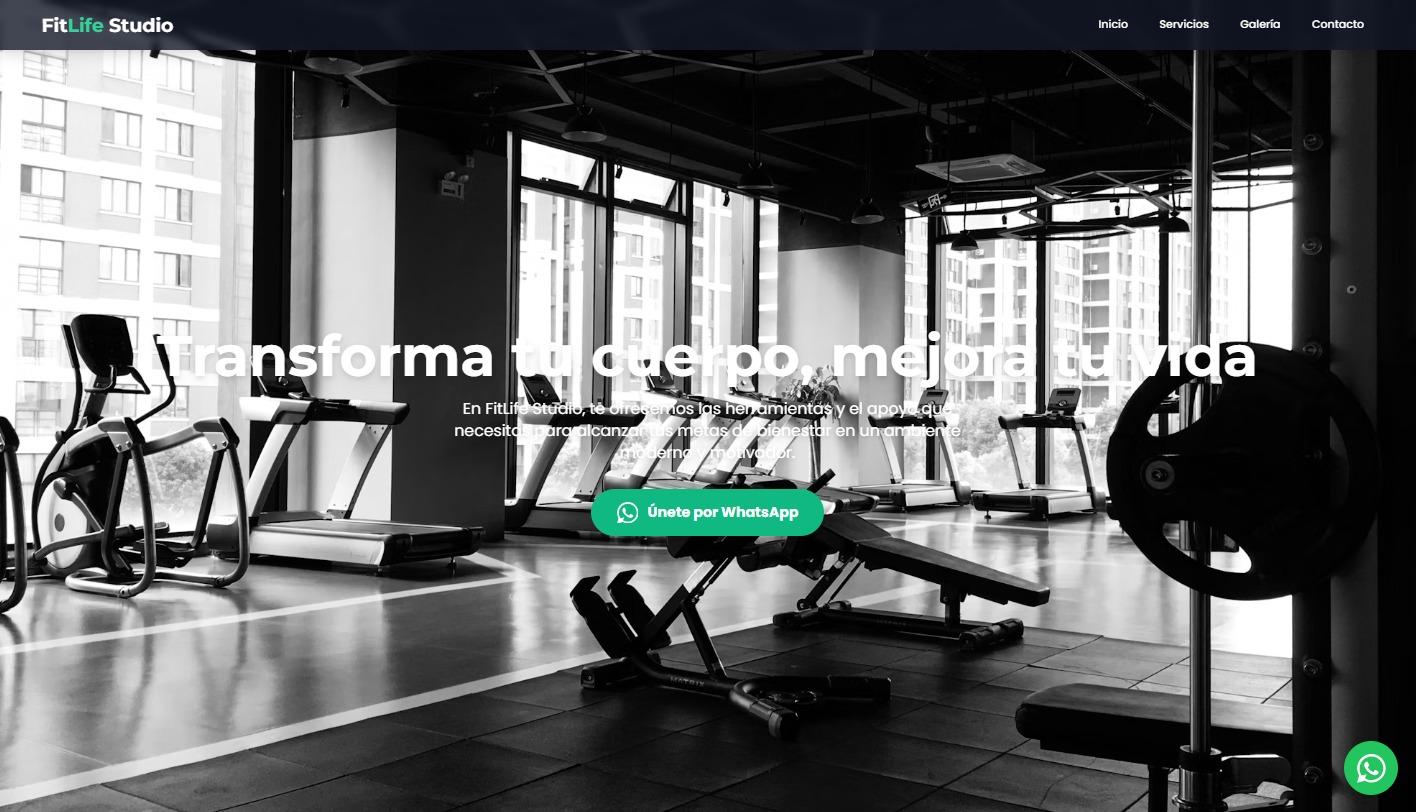 FitLife Studio
Inicio Servicios Galería Contacto
Transforma tu cuerpo, mejora tu vida
En FitLife Studio, te ofrecemos las herramientas y el apoyo que
necesitas para alcanzar tus metas de bienestar en un ambiente
moderno y motivador.
Únete por WhatsApp
MATRIX